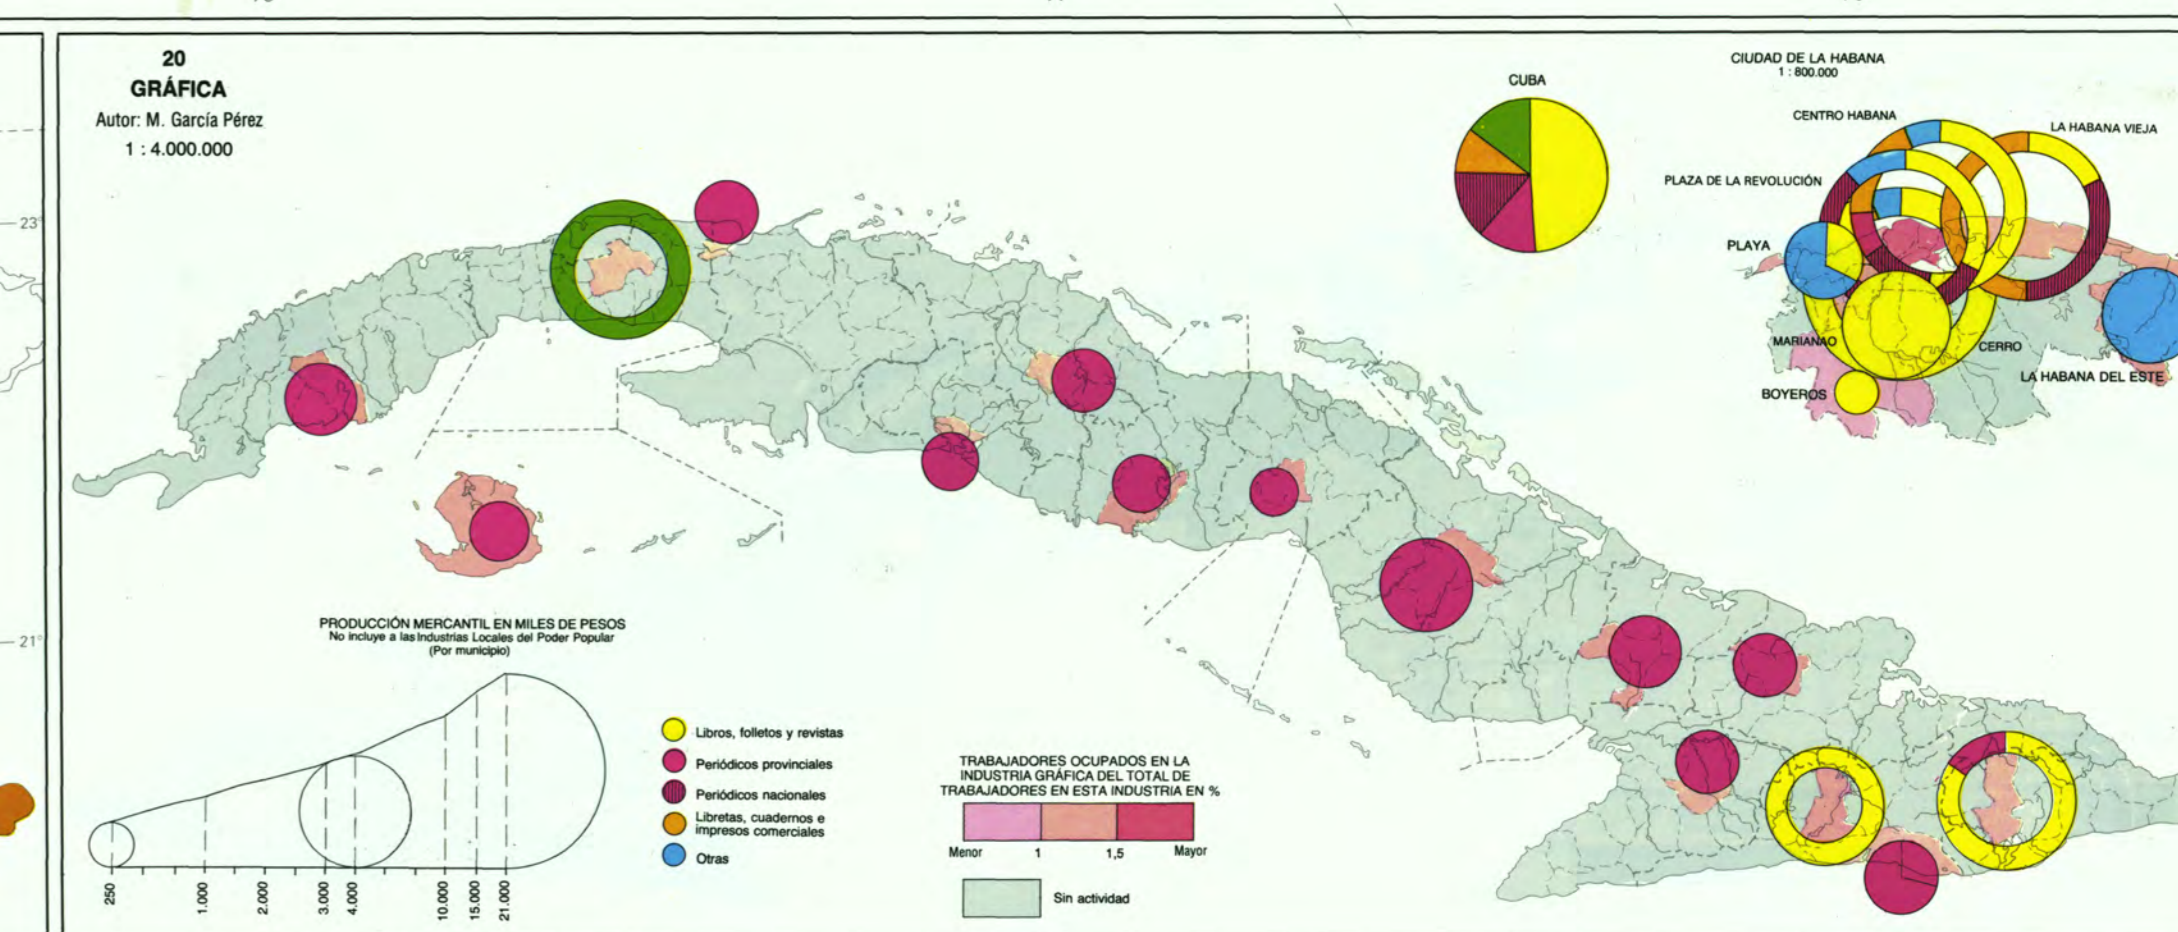 20
GRÁFICA
Autor: M. García Pérez
1 : 4.000.000
23°
21°
CUBA
CIUDAD DE LA HABANA
1 : 800.000
CENTRO HABANA
LA HABANA VIEJA
PLAZA DE LA REVOLUCIÓN
PLAYA
MARIANAO
CERRO
LA HABANA DEL ESTE
BOYEROS
PRODUCCIÓN MERCANTIL EN MILES DE PESOS
No incluye a las Industrias Locales del Poder Popular
(Por municipio)
250
1.000
2.000
3.000
4.000
10.000
15.000
21.000
Libros, folletos y revistas
Periódicos provinciales
Periódicos nacionales
Libretas, cuadernos e
impresos comerciales
Otras
TRABAJADORES OCUPADOS EN LA
INDUSTRIA GRÁFICA DEL TOTAL DE
TRABAJADORES EN ESTA INDUSTRIA EN %
Menor 1 1,5 Mayor
Sin actividad